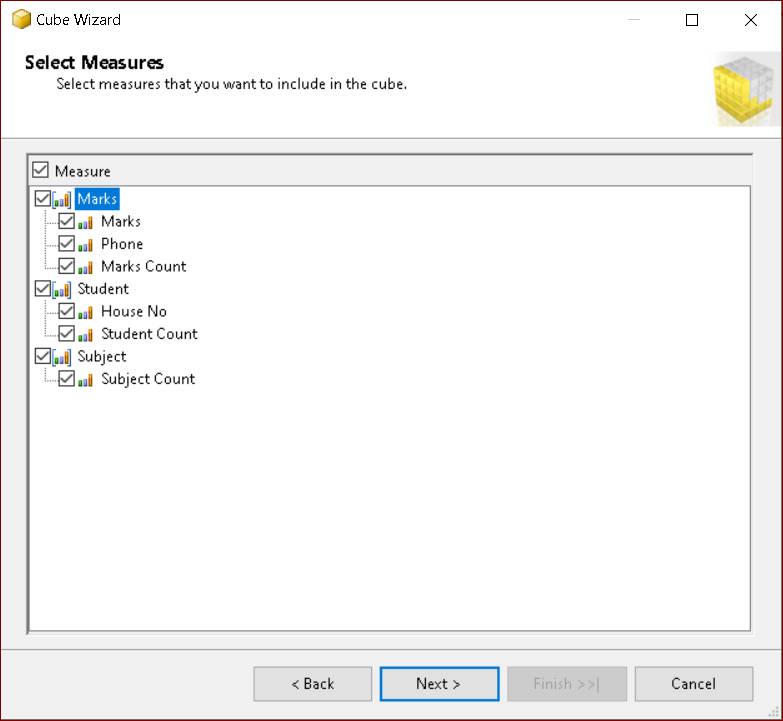 Cube Wizard
Select Measures
Select measures that you want to include in the cube.
Measure
Marks
Marks
Phone
Marks Count
Student
House No
Student Count
Subject
Subject Count
< Back Next > Finish >>| Cancel